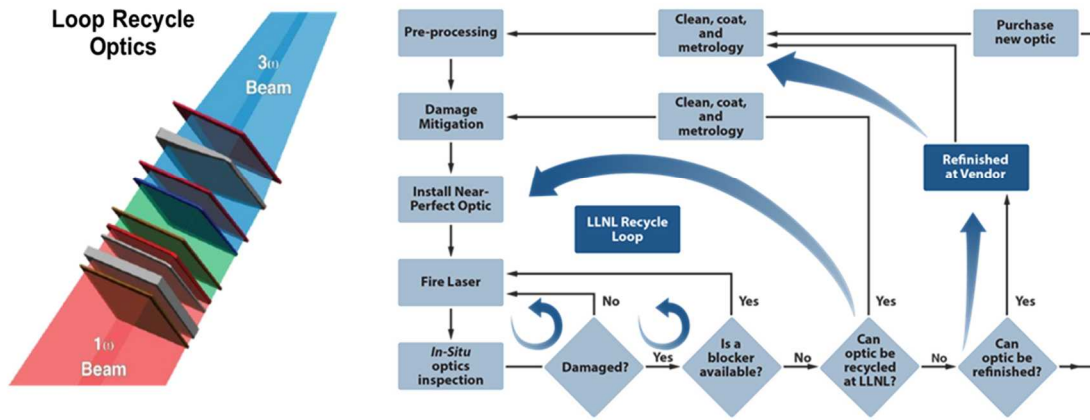 Loop Recycle
Optics
3ω
Beam
1ω
Beam
Pre-processing
Clean, coat,
and
metrology
Purchase
new optic
Damage
Mitigation
Clean, coat,
and
metrology
Refinished
at Vendor
Install Near-
Perfect Optic
LLNL Recycle
Loop
Fire Laser
No
Yes
Yes
Yes
In-Situ
optics
inspection
Damaged?
Yes
Is a
blocker
available?
No
Can
optic be
recycled
at LLNL?
No
Can
optic be
refinished?